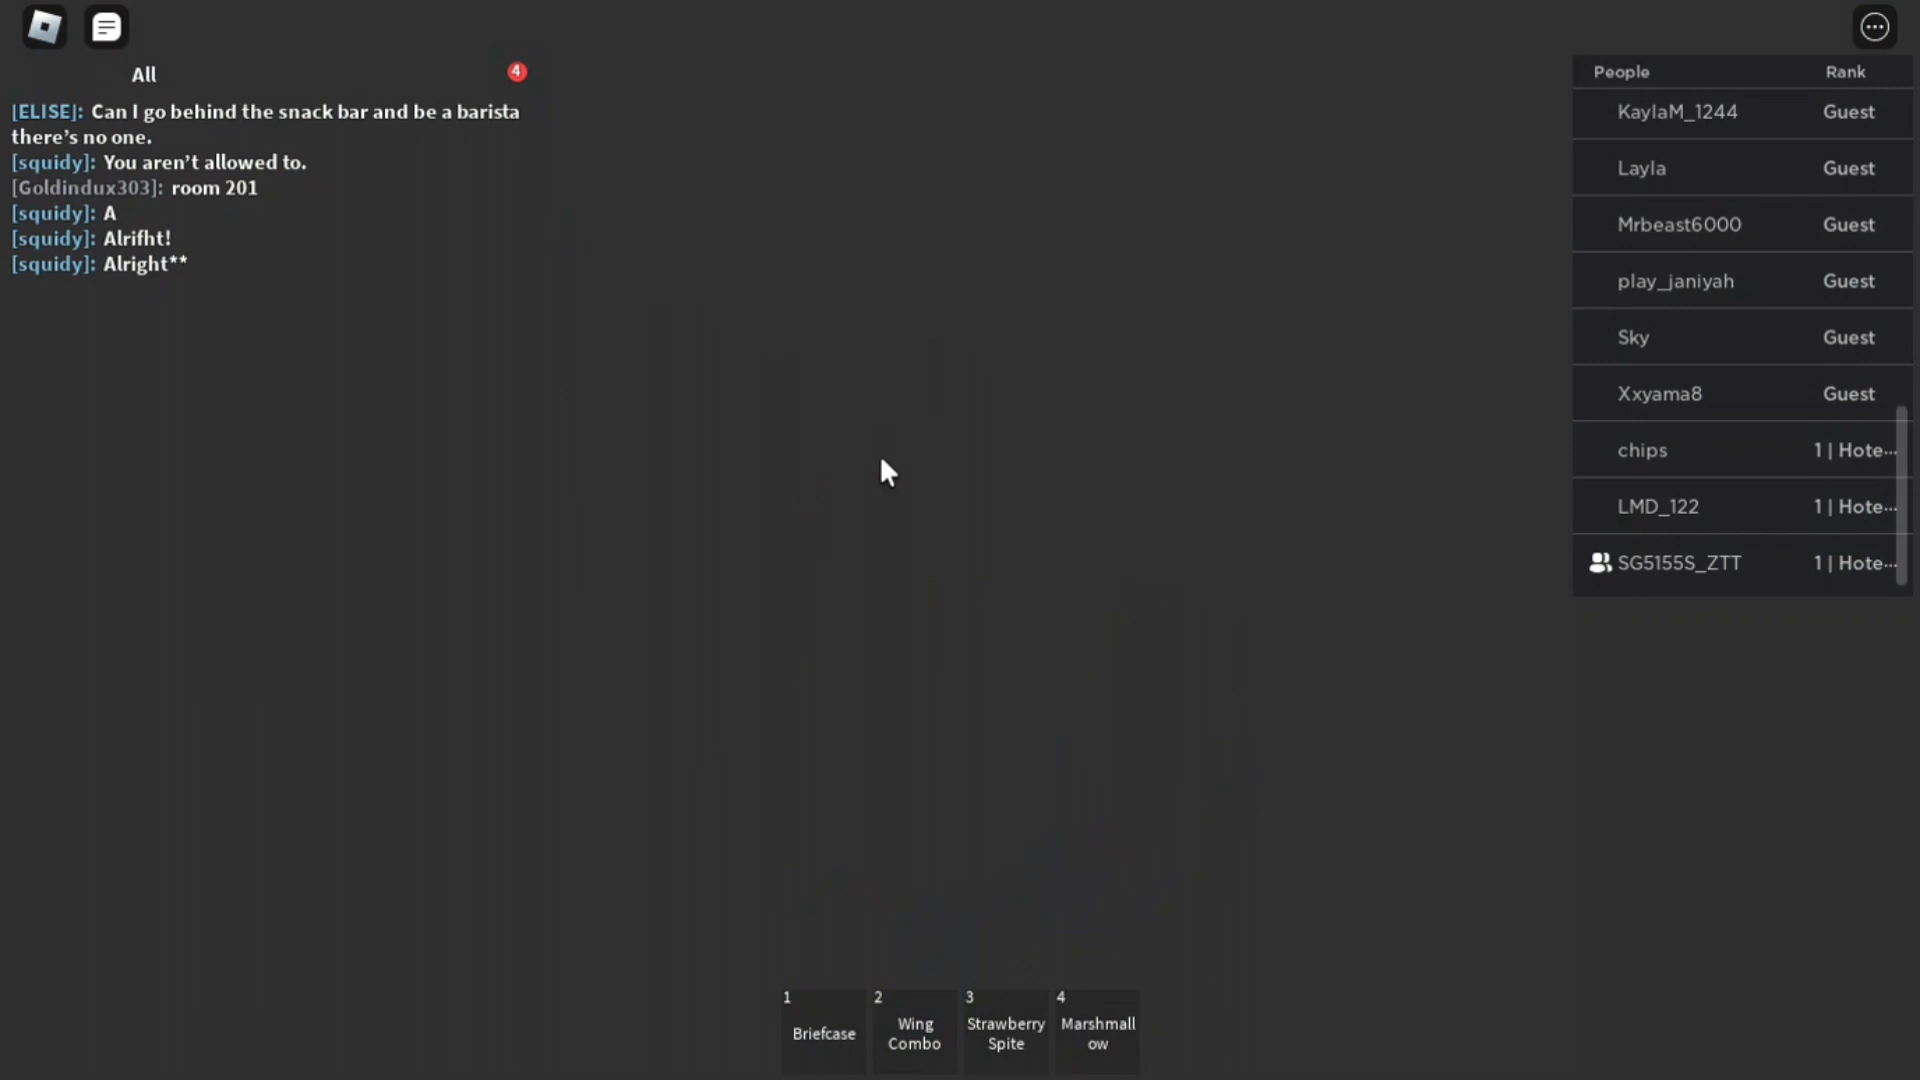 All
4
[ELISE]: Can I go behind the snack bar and be a barista
there's no one.
[squidy]: You aren't allowed to.
[Goldindux303]: room 201
[squidy]: A
[squidy]: Alrifht!
[squidy]: Alright**
People Rank
KaylaM_1244 Guest
Layla Guest
Mrbeast6000 Guest
play_janiyah Guest
Sky Guest
Xxyama8 Guest
chips 1 | Hote...
LMD_122 1 | Hote...
SG5155S_ZTT 1 | Hote...
1 2 3 4
Briefcase
Wing
Combo
Strawberry
Spite
Marshmall
ow